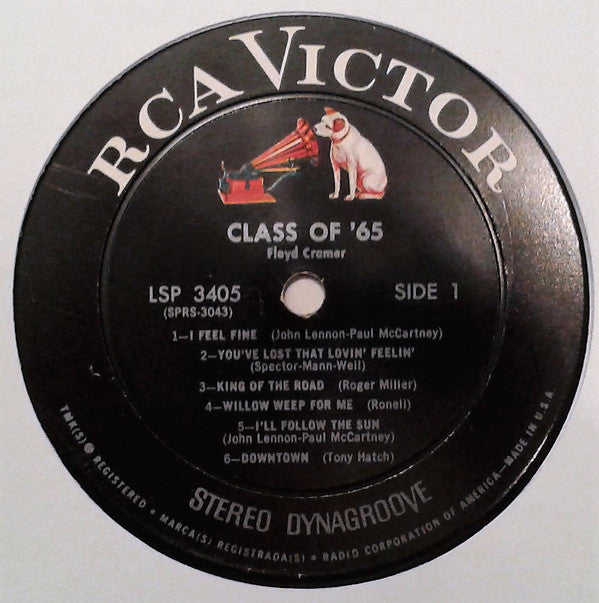 RCA VICTOR
CLASS OF '65
Floyd Cramer
LSP 3405
(SPRS-3043)
SIDE 1
1—I FEEL FINE (John Lennon-Paul McCartney)
2—YOU'VE LOST THAT LOVIN' FEELIN'
(Spector-Mann-Weil)
3—KING OF THE ROAD (Roger Miller)
4—WILLOW WEEP FOR ME (Ronell)
5—I'LL FOLLOW THE SUN
(John Lennon-Paul McCartney)
6—DOWNTOWN (Tony Hatch)
STEREO DYNAGROOVE
TMK(S) ® REGISTERED • MARCA(S) REGISTRADA(S) • RADIO CORPORATION OF AMERICA—MADE IN U.S.A.